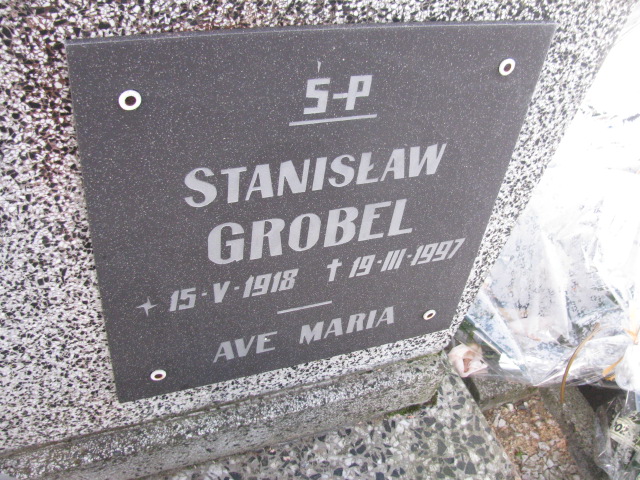 Ś-P
STANISŁAW
GROBEL
15-V-1918 † 19-III-1997
AVE MARIA